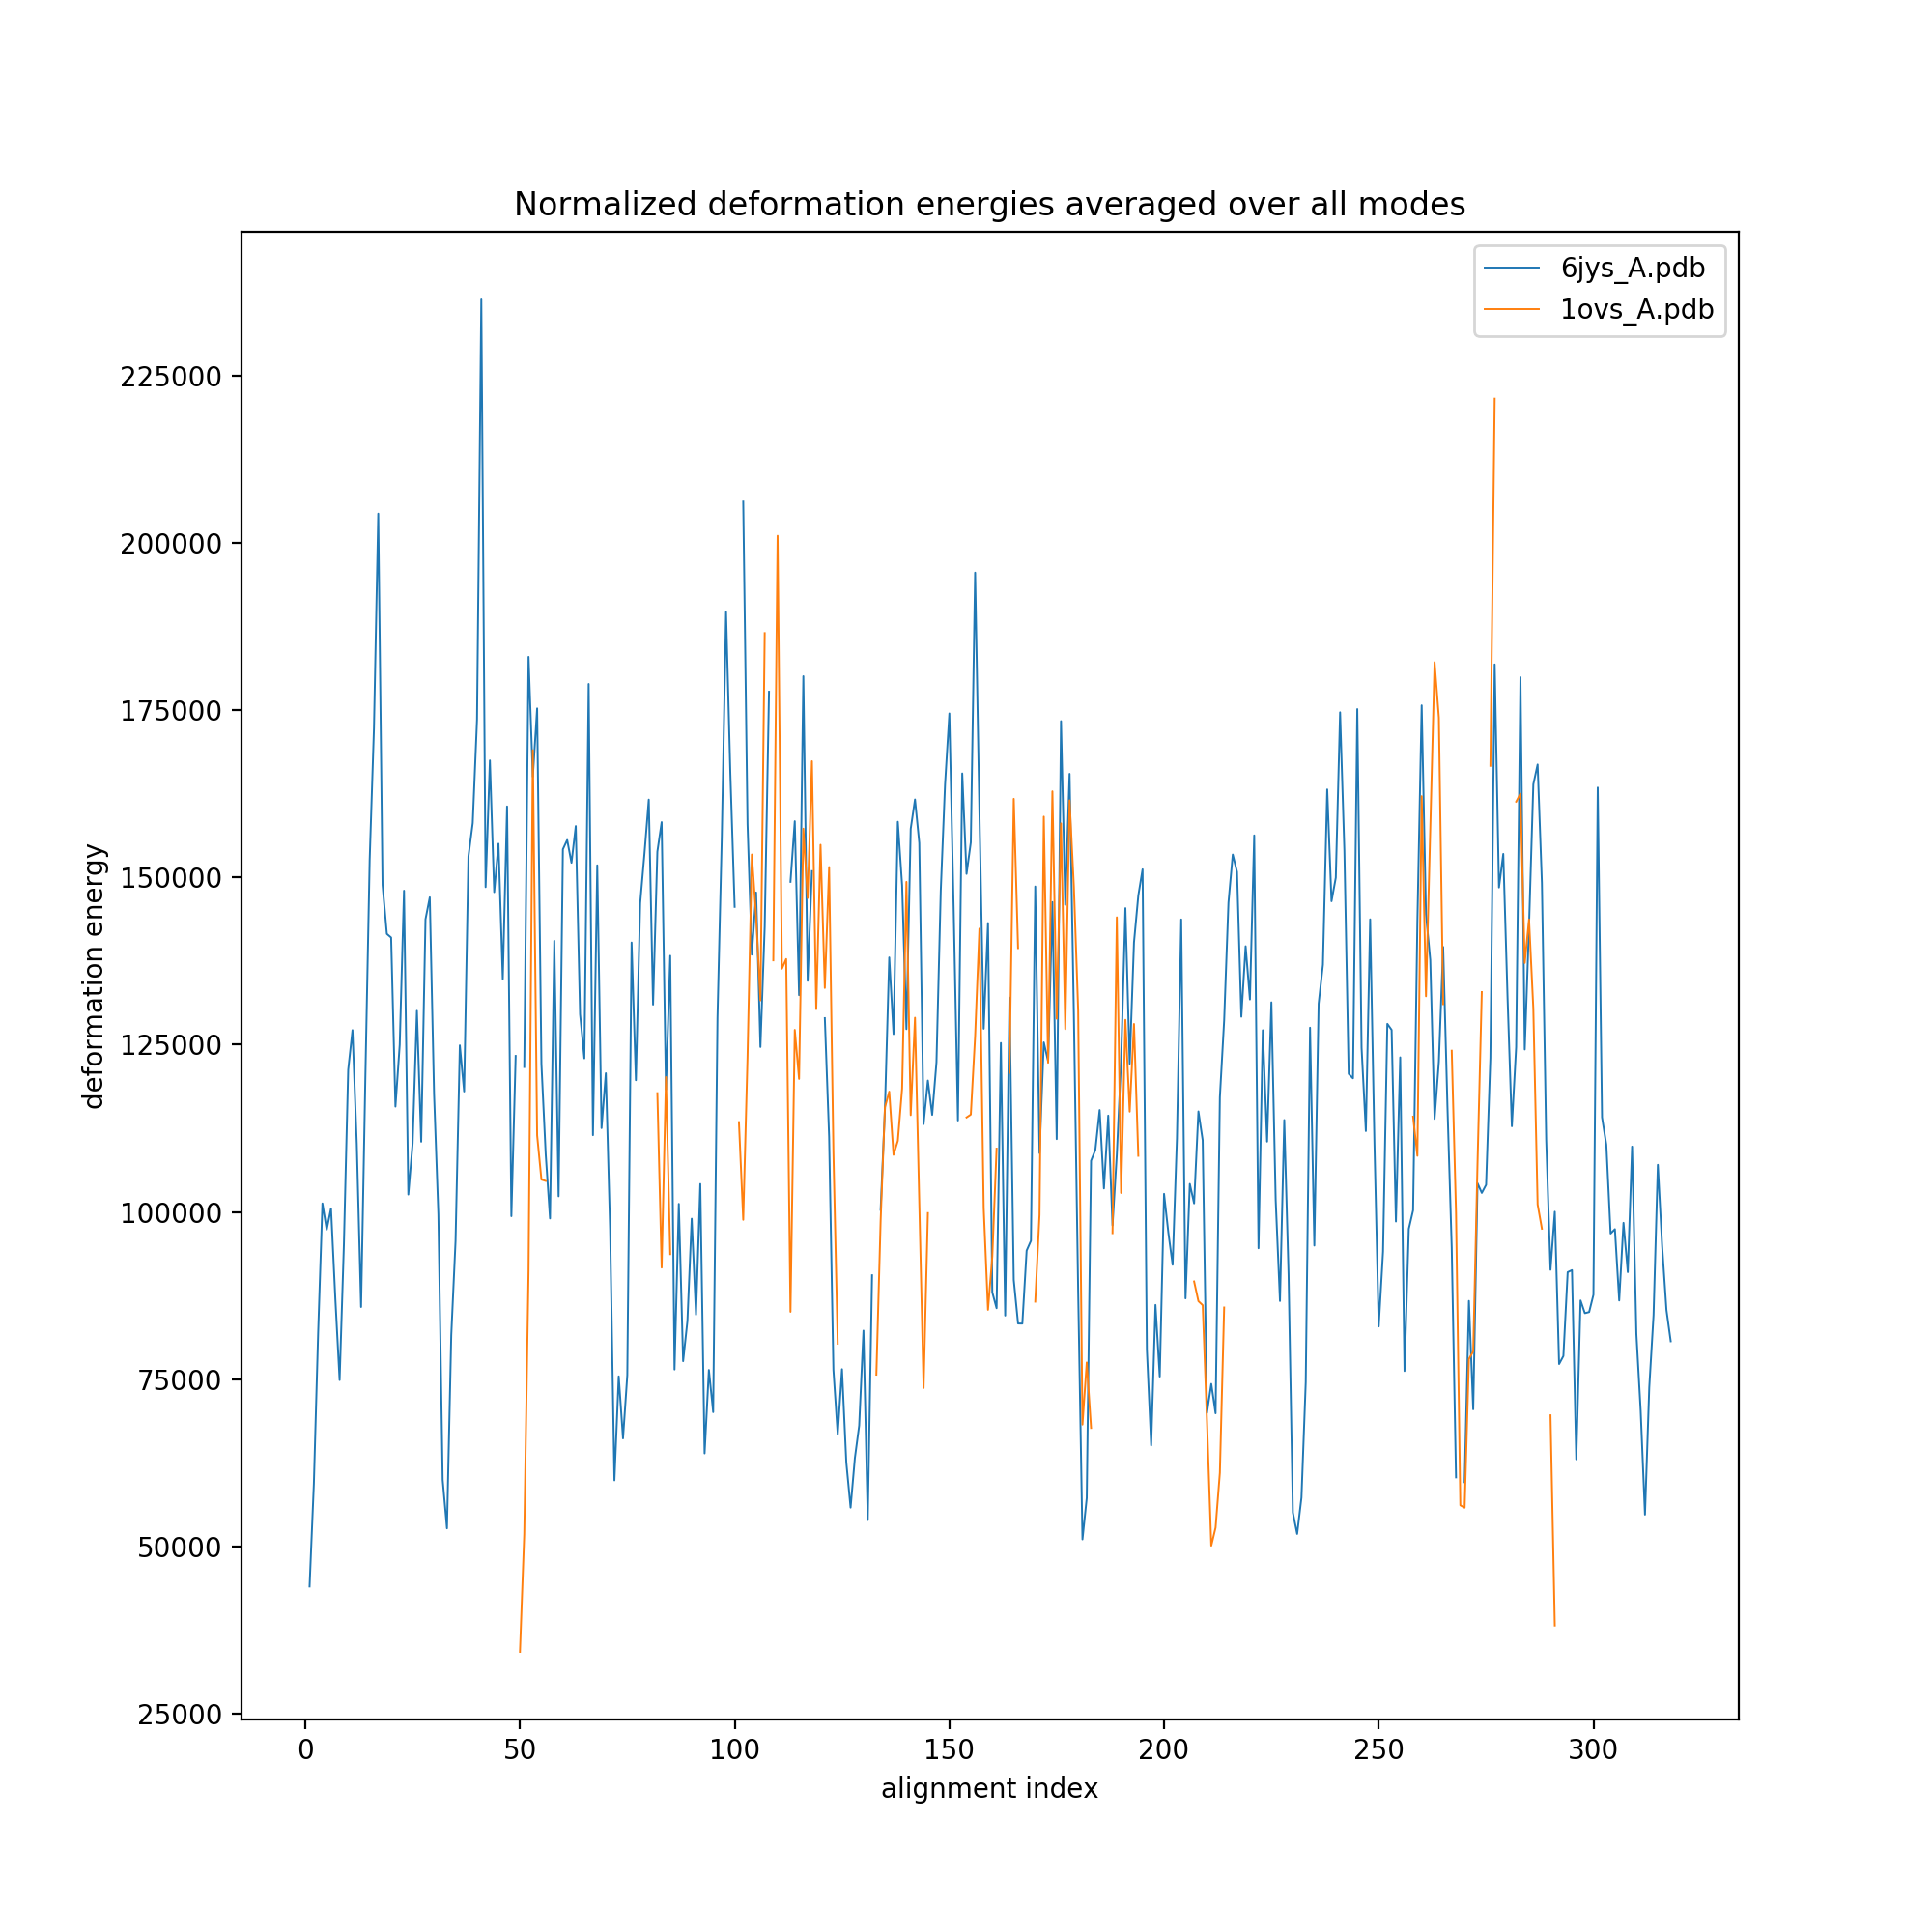 Normalized deformation energies averaged over all modes
6jys_A.pdb
1ovs_A.pdb
225000
200000
175000
150000
125000
100000
75000
50000
25000
deformation energy
0 50 100 150 200 250 300
alignment index